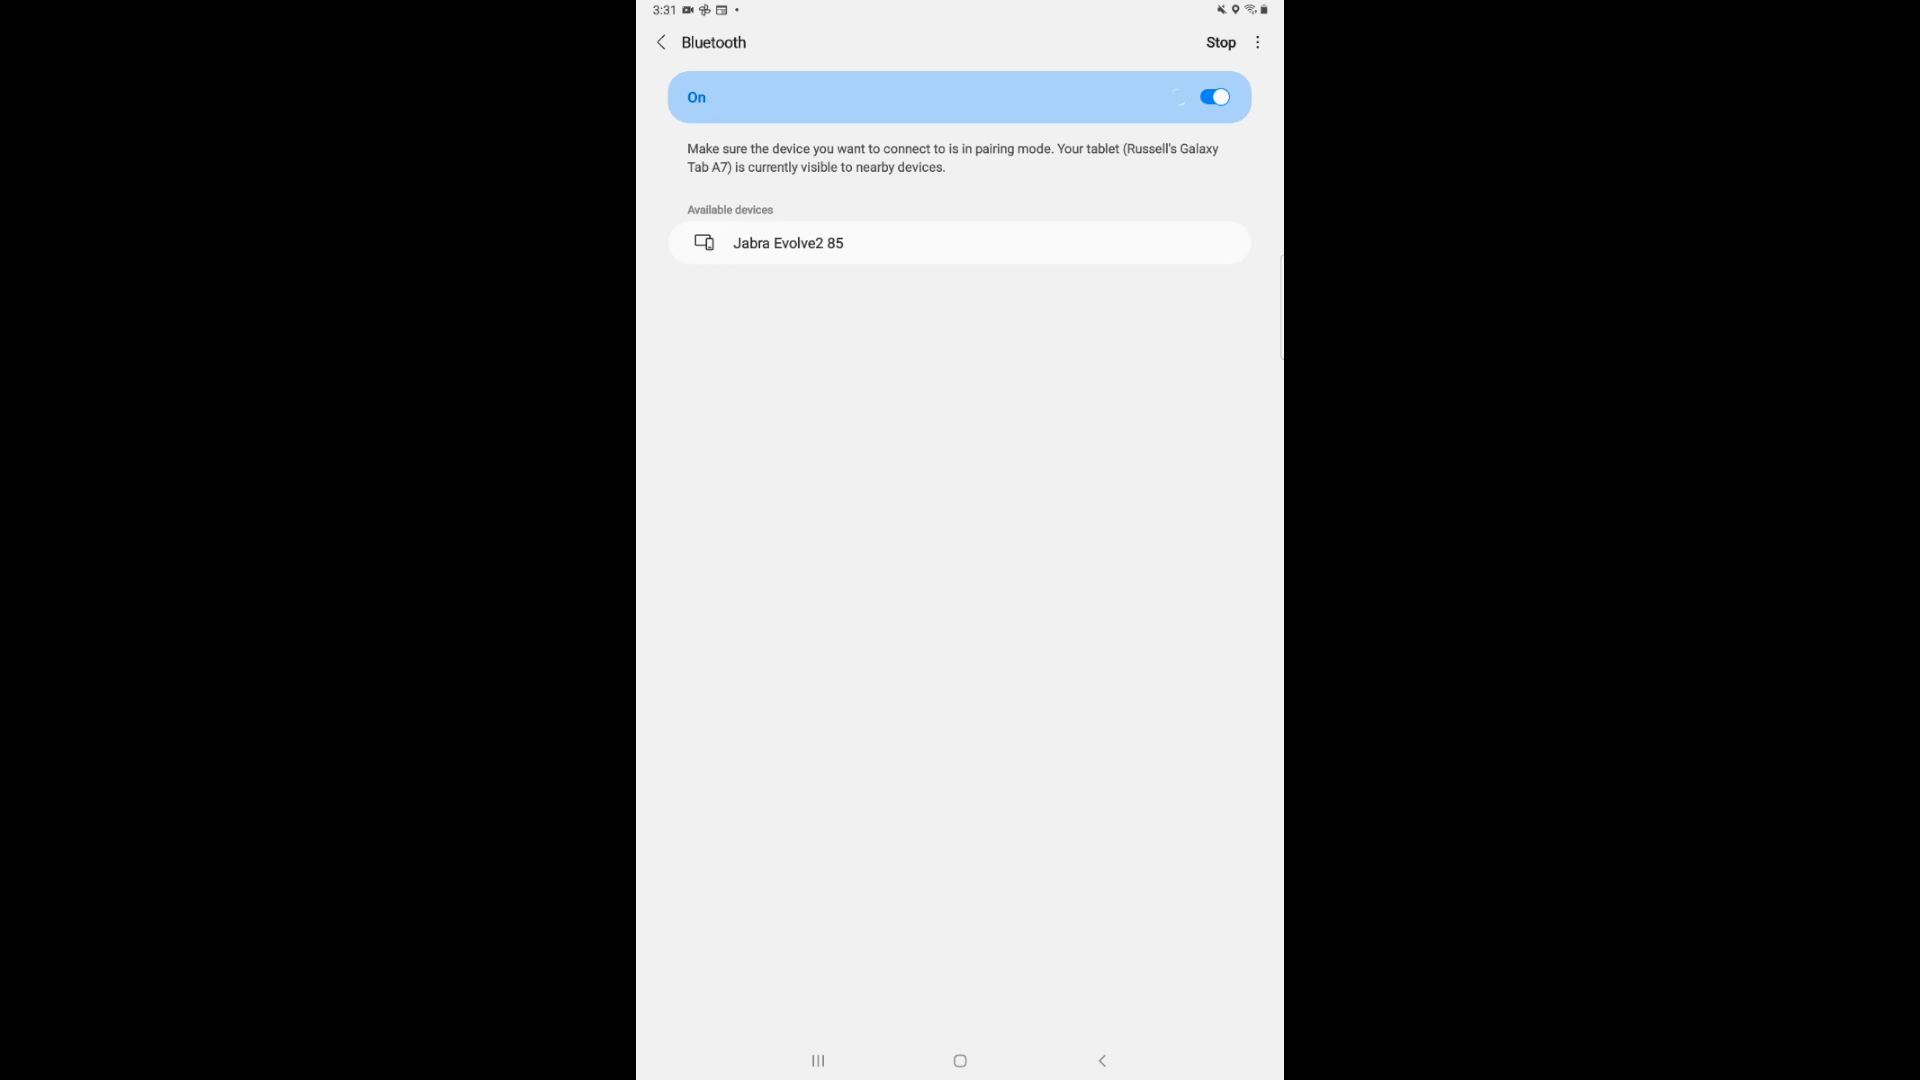 3:31
Bluetooth
Stop
On
Make sure the device you want to connect to is in pairing mode. Your tablet (Russell's Galaxy
Tab A7) is currently visible to nearby devices.
Available devices
Jabra Evolve2 85